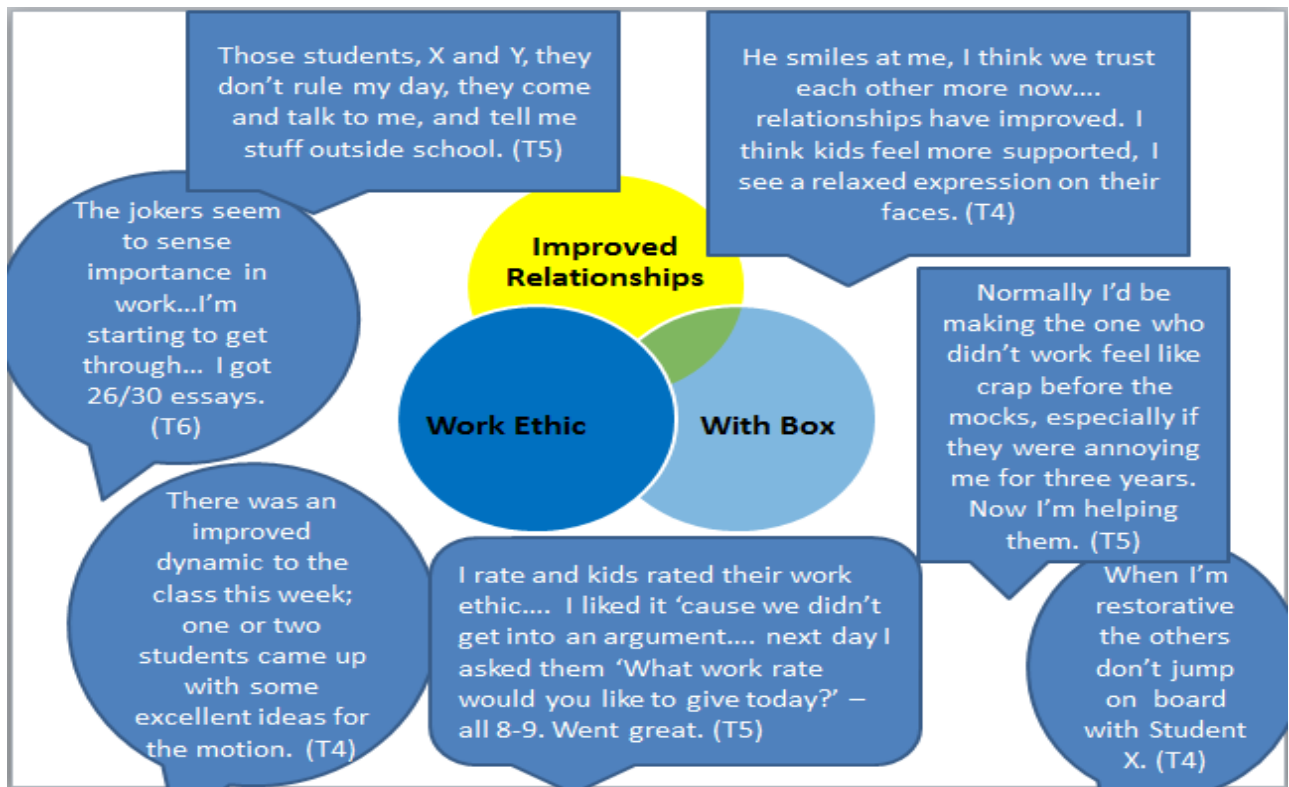 Those students, X and Y, they
don't rule my day, they come
and talk to me, and tell me
stuff outside school. (T5)
He smiles at me, I think we trust
each other more now....
relationships have improved. I
think kids feel more supported, I
see a relaxed expression on their
faces. (T4)
The jokers seem
to sense
importance in
work...I'm
starting to get
through... I got
26/30 essays.
(T6)
Improved
Relationships
Work Ethic
With Box
Normally I'd be
making the one who
didn't work feel like
crap before the
mocks, especially if
they were annoying
me for three years.
Now I'm helping
them. (T5)
There was an
improved
dynamic to the
class this week;
one or two
students came up
with some
excellent ideas for
the motion. (T4)
I rate and kids rated their work
ethic.... I liked it 'cause we didn't
get into an argument.... next day I
asked them 'What work rate
would you like to give today?' –
all 8-9. Went great. (T5)
When I'm
restorative
the others
don't jump
on board
with Student
X. (T4)